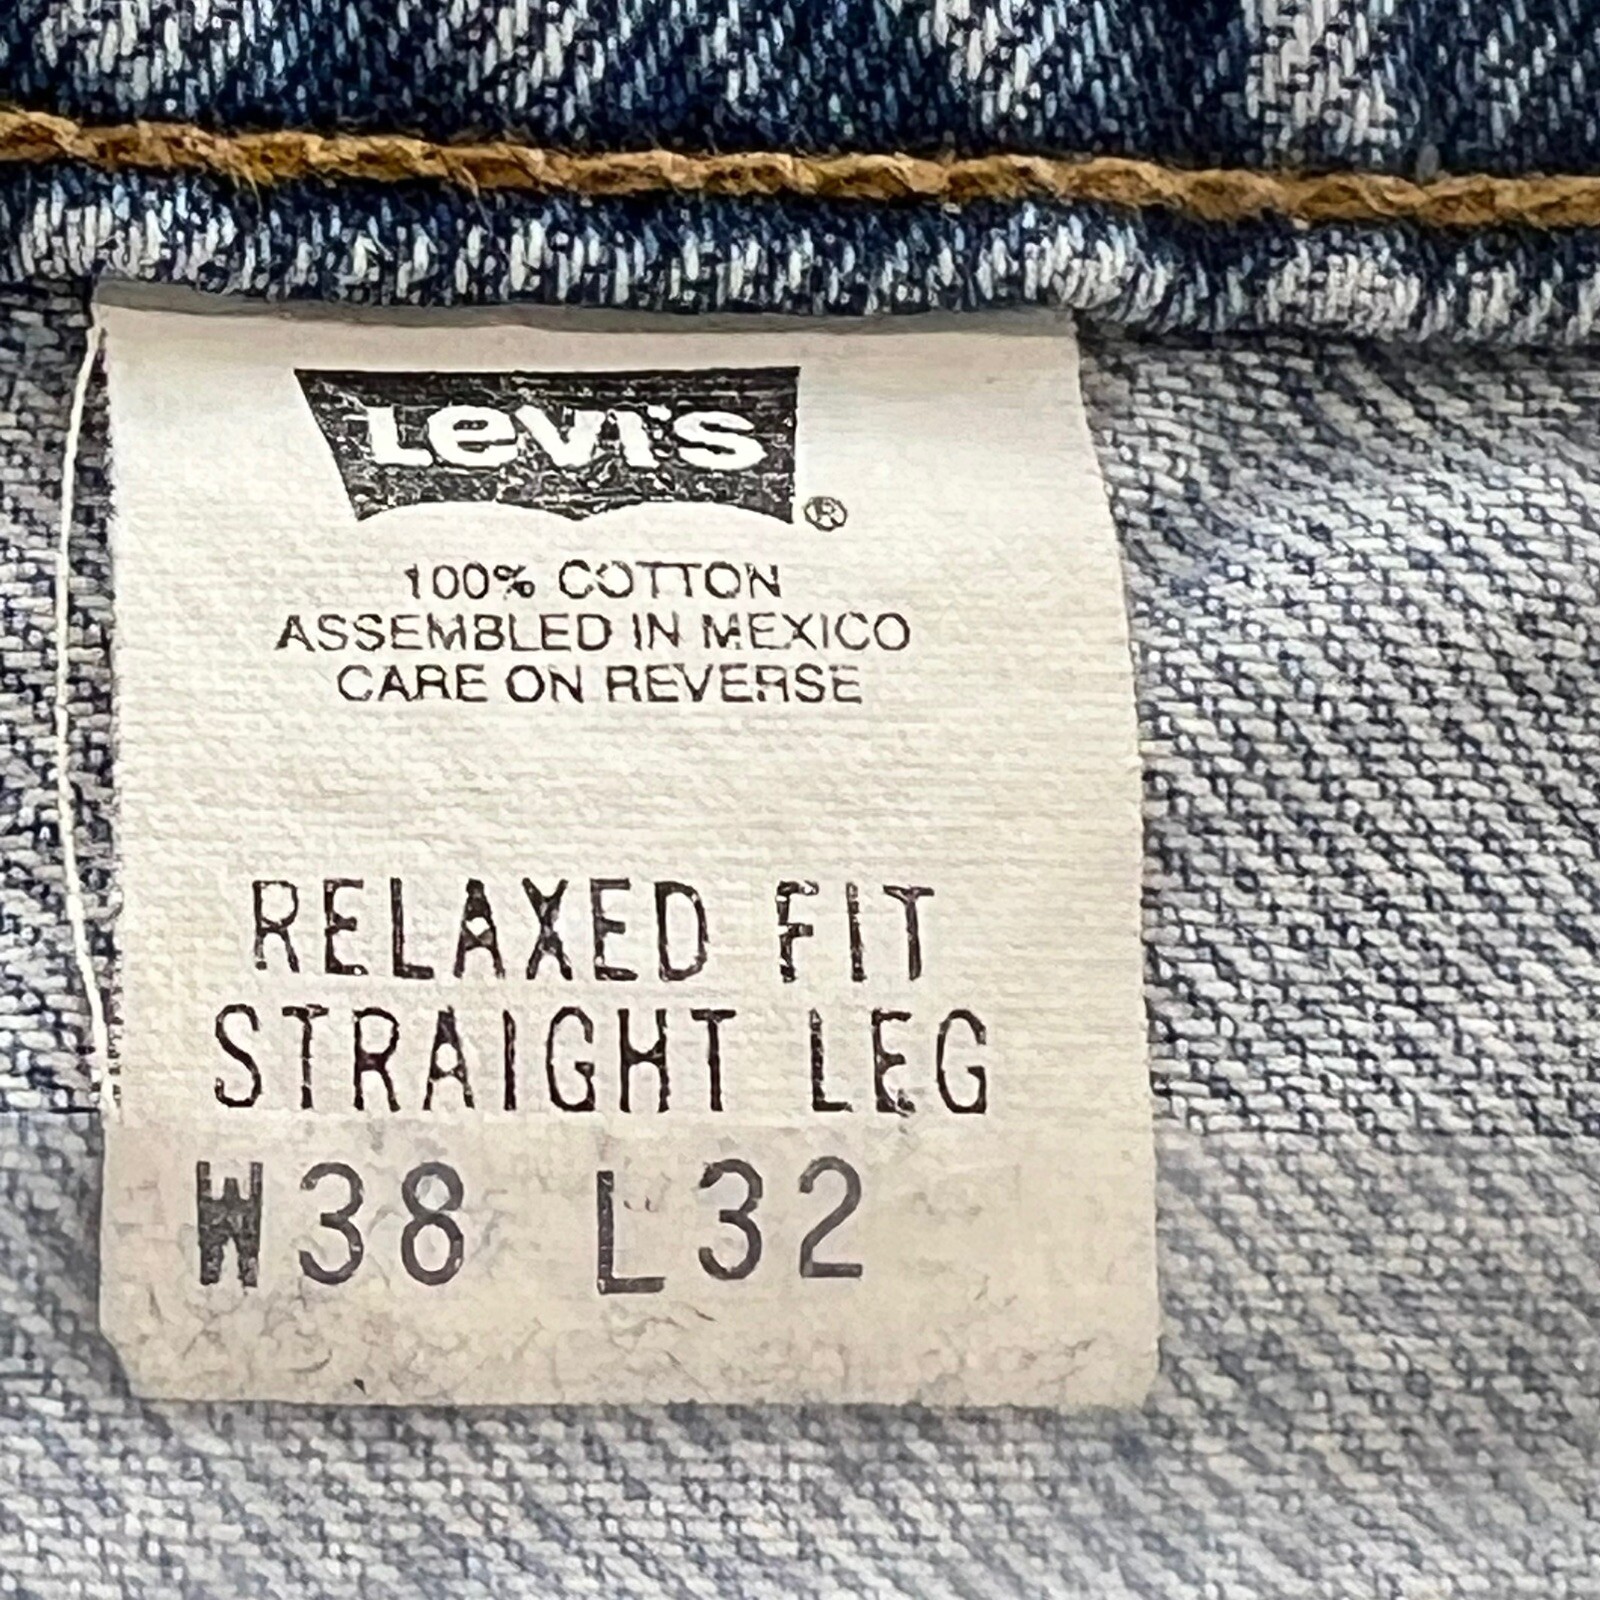 Levi's ®
100% COTTON
ASSEMBLED IN MEXICO
CARE ON REVERSE
RELAXED FIT
STRAIGHT LEG
W38 L32